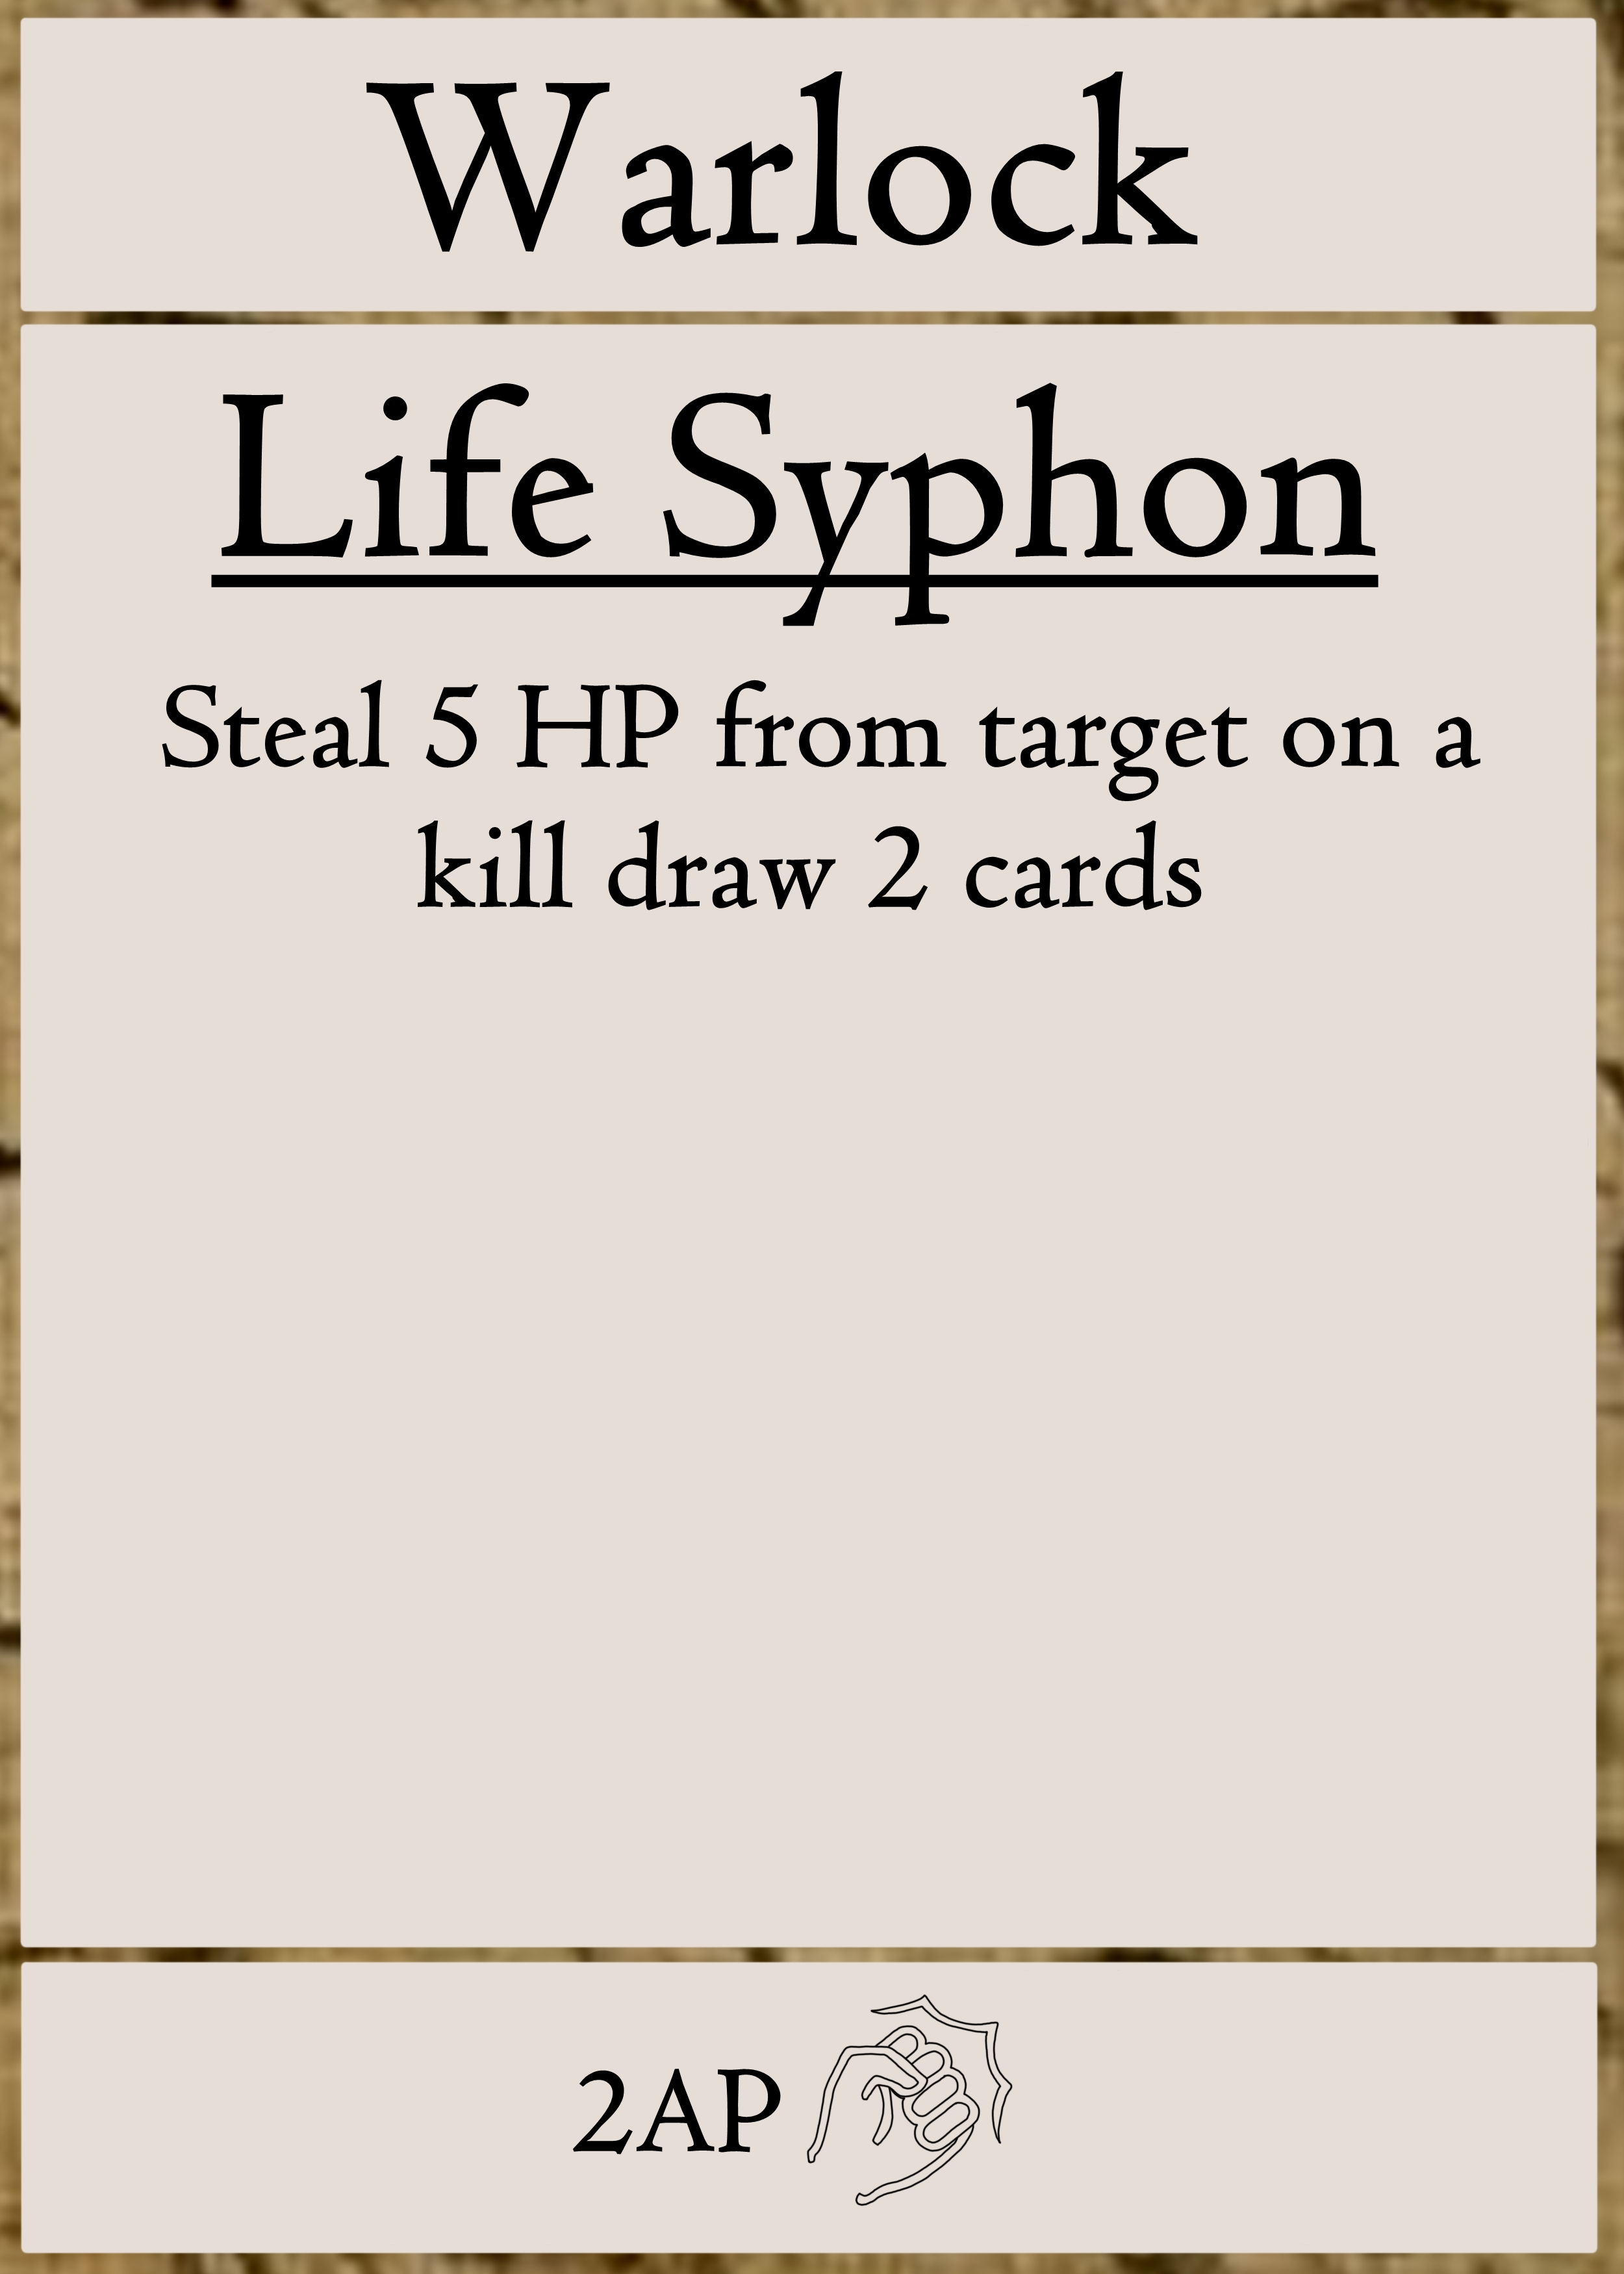 Warlock
Life Syphon
Steal 5 HP from target on a
kill draw 2 cards
2AP